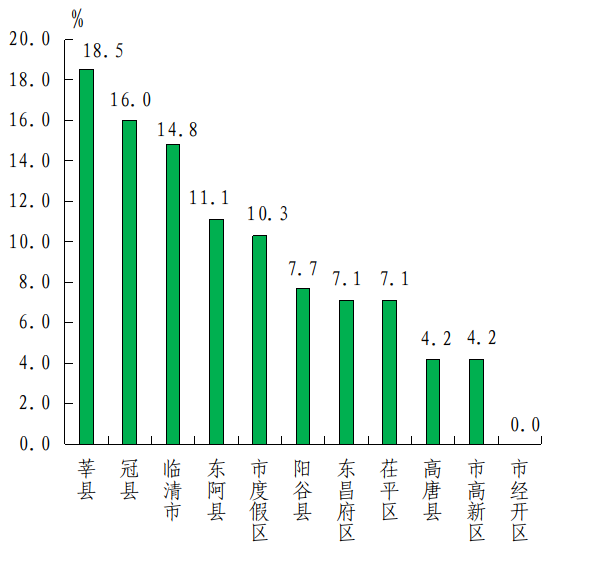 %
20.0
18.0
16.0
14.0
12.0
10.0
8.0
6.0
4.0
2.0
0.0
18.5
16.0
14.8
11.1
10.3
7.7
7.1
7.1
4.2
4.2
0.0
莘县
冠县
临清市
东阿县
市度假区
阳谷县
东昌府区
茌平区
高唐县
市高新区
市经开区